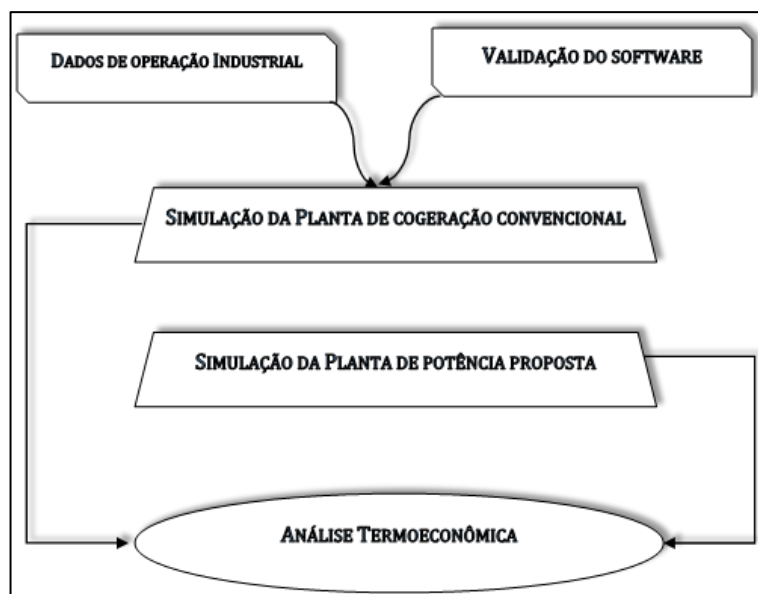 DADOS DE OPERAÇÃO INDUSTRIAL
VALIDAÇÃO DO SOFTWARE
SIMULAÇÃO DA PLANTA DE COGERAÇÃO CONVENCIONAL
SIMULAÇÃO DA PLANTA DE POTÊNCIA PROPOSTA
ANÁLISE TERMOECONÔMICA